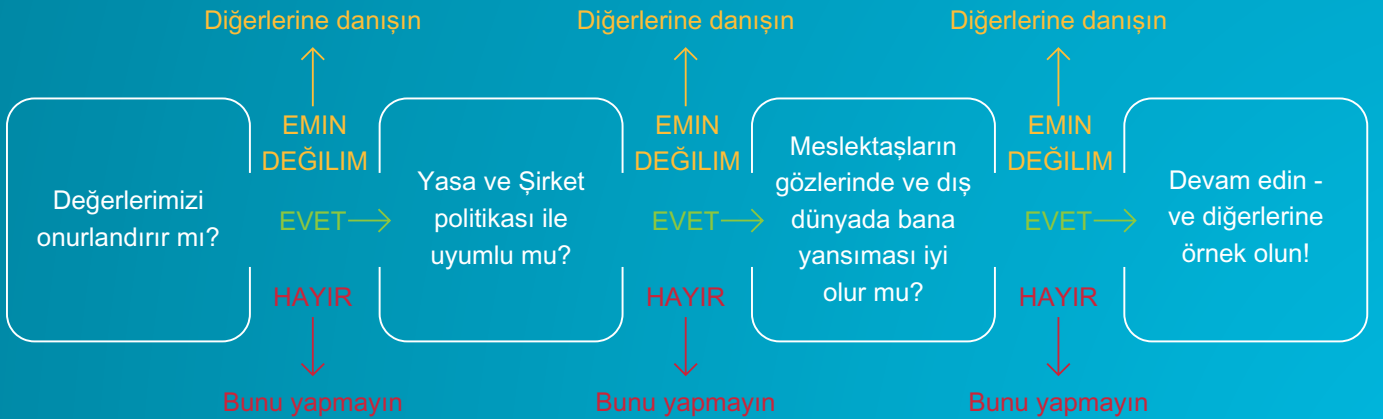 Diğerlerine danışın
Diğerlerine danışın
Diğerlerine danışın
Değerlerimizi
onurlandırır mı?
EMIN
DEĞILIM
EVET
HAYIR
Yasa ve Şirket
politikası ile
uyumlu mu?
EMIN
DEĞILIM
EVET
HAYIR
Meslektaşların
gözlerinde ve dış
dünyada bana
yansıması iyi
olur mu?
EMIN
DEĞILIM
EVET
HAYIR
Devam edin -
ve diğerlerine
örnek olun!
Bunu yapmayın
Bunu yapmayın
Bunu yapmayın